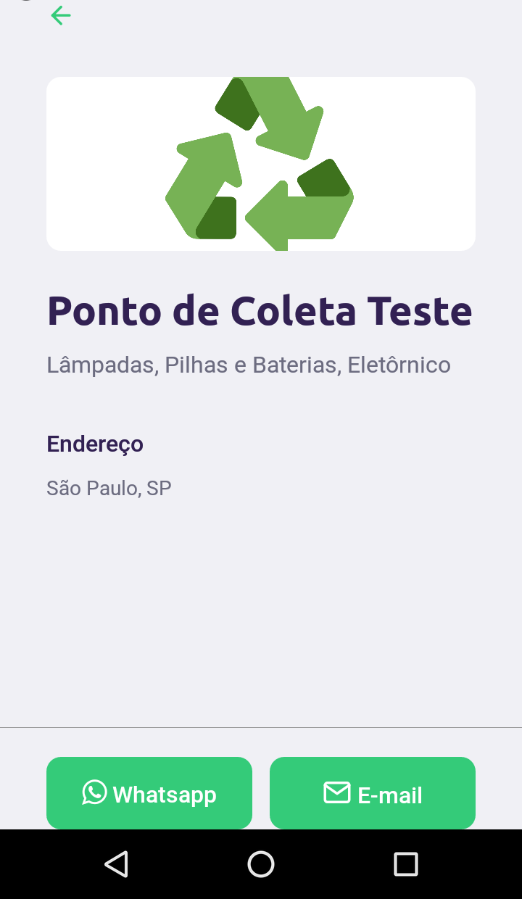 Ponto de Coleta Teste
Lâmpadas, Pilhas e Baterias, Eletôrnico
Endereço
São Paulo, SP
Whatsapp
E-mail